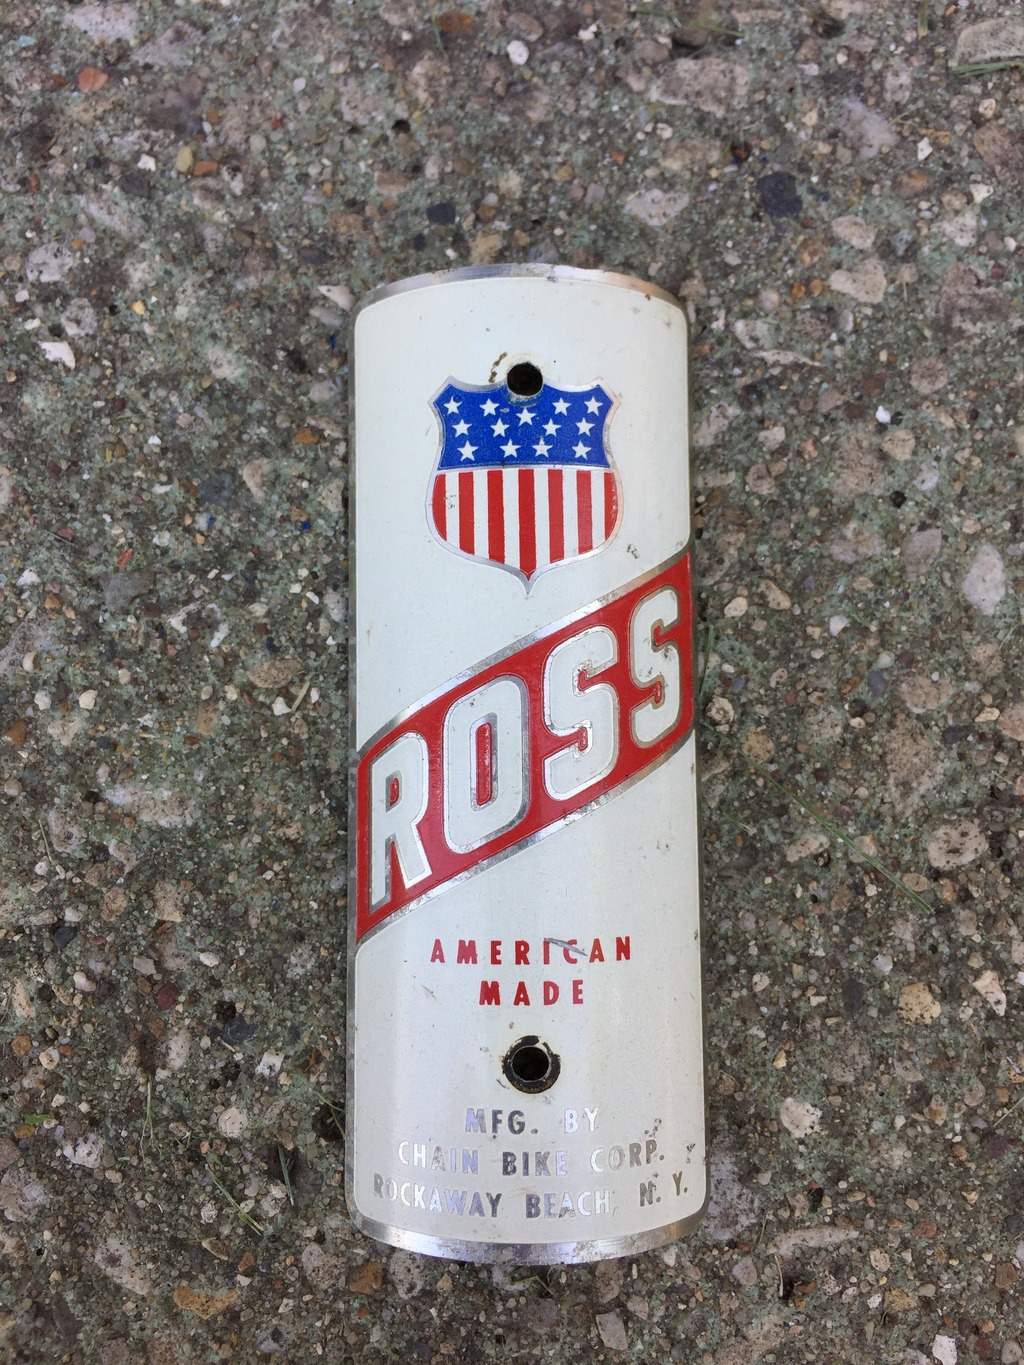 ROSS
AMERICAN
MADE
MFG. BY
CHAIN BIKE CORP.
ROCKAWAY BEACH, N. Y.